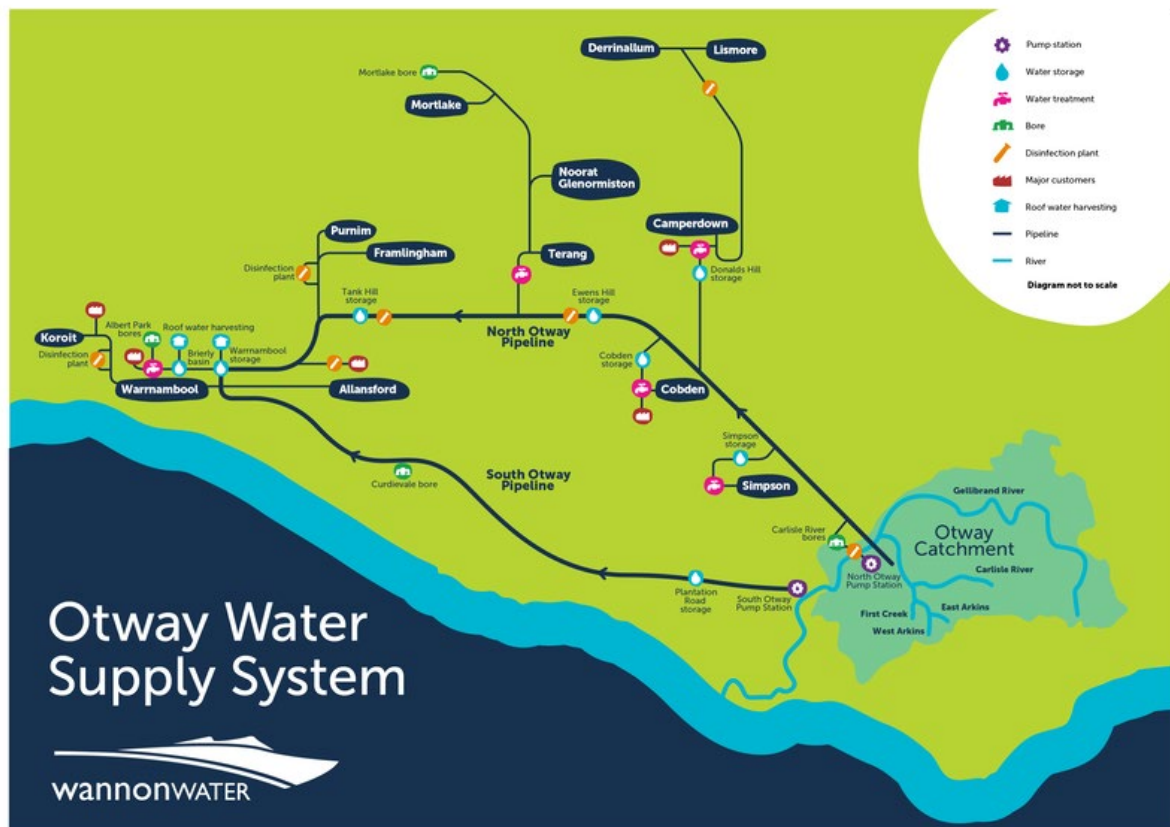 Derrinallum
Lismore
Mortlake bore
Mortlake
Noorat
Glenormiston
Camperdown
Donalds Hill
storage
Purnim
Framlingham
Terang
Disinfection
plant
Tank Hill
storage
Ewens Hill
storage
North Otway
Pipeline
Koroit
Albert Park
bores
Roof water harvesting
Disinfection
plant
Brierly
basin
Warrnambool
storage
Warrnambool
Allansford
Cobden
storage
Cobden
Simpson
storage
Simpson
South Otway
Pipeline
Curdievale bore
Carlisle River
bores
Gellibrand River
Otway
Catchment
Carlisle River
North Otway
Pump Station
First Creek
East Arkins
West Arkins
Plantation
Road
storage
South Otway
Pump Station
Pump station
Water storage
Water treatment
Bore
Disinfection plant
Major customers
Roof water harvesting
Pipeline
River
Diagram not to scale
Otway Water
Supply System
wannonWATER